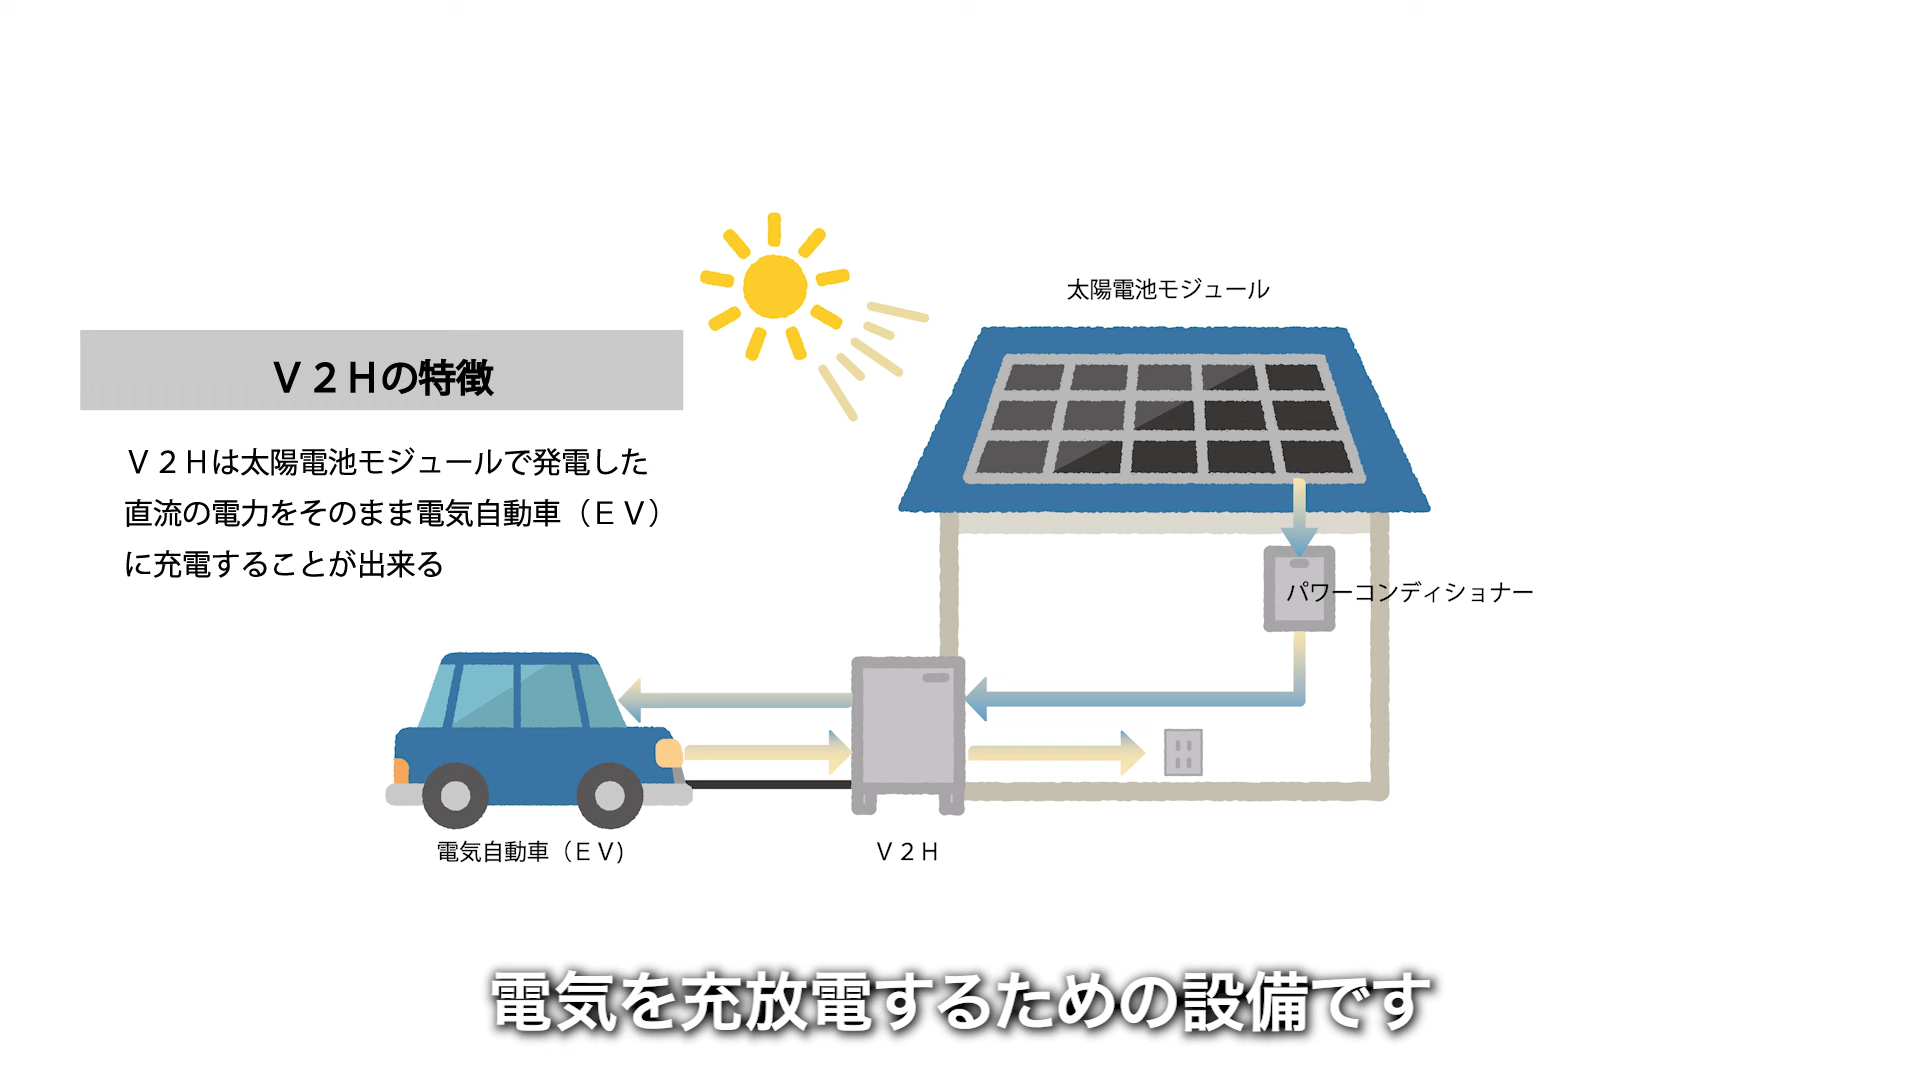 太陽電池モジュール
Ｖ２Ｈの特徴
Ｖ２Ｈは太陽電池モジュールで発電した
直流の電力をそのまま電気自動車（ＥＶ）
に充電することが出来る
パワーコンディショナー
電気自動車（ＥＶ)
Ｖ２Ｈ
電気を充放電するための設備です